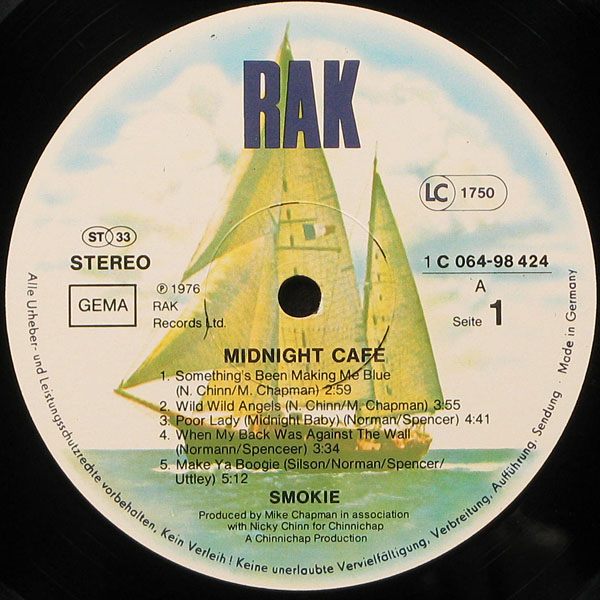 RAK
LC 1750
ST 33
STEREO
1 C 064-98 424
GEMA
℗ 1976
RAK
Records Ltd.
A
Seite 1
MIDNIGHT CAFE
1. Something's Been Making Me Blue
(N. Chinn/M. Chapman) 2:59
2. Wild Wild Angels (N. Chinn/M. Chapman) 3:55
3. Poor Lady (Midnight Baby) (Norman/Spencer) 4:41
4. When My Back Was Against The Wall
(Normann/Spenceer) 3:34
5. Make Ya Boogie (Silson/Norman/Spencer/
Uttley) 5:12
SMOKIE
Produced by Mike Chapman in association
with Nicky Chinn for Chinnichap
A Chinnichap Production
Alle Urheber- und Leistungsschutzrechte vorbehalten. Kein Verleih! Keine unerlaubte Vervielfältigung, Verbreitung, Aufführung, Sendung · Made in Germany